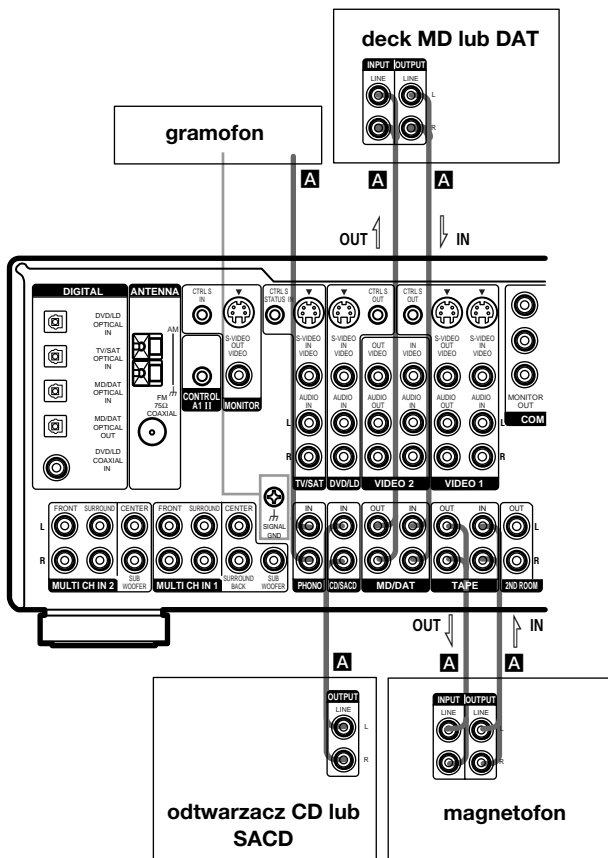 deck MD lub DAT
INPUT OUTPUT
LINE LINE
L
R
gramofon
A
A A
OUT IN
DIGITAL
DVD/LD
OPTICAL
IN
TV/SAT
OPTICAL
IN
MD/DAT
OPTICAL
IN
MD/DAT
OPTICAL
OUT
DVD/LD
COAXIAL
IN
ANTENNA
AM
FM
75Ω
COAXIAL
CTRL S
IN
CONTROL
A1 II
S-VIDEO
OUT
VIDEO
MONITOR
CTRL S
STATUS IN
S-VIDEO
IN
VIDEO
AUDIO
IN
L
R
TV/SAT
S-VIDEO
IN
VIDEO
AUDIO
IN
DVD/LD
CTRL S
OUT
OUT
VIDEO
AUDIO
OUT
CTRL S
OUT
IN
VIDEO
AUDIO
IN
VIDEO 2
S-VIDEO
OUT
VIDEO
AUDIO
OUT
S-VIDEO
IN
VIDEO
AUDIO
IN
L
R
VIDEO 1
MONITOR
OUT
COM
SIGNAL
GND
FRONT SURROUND CENTER
L
R
MULTI CH IN 2
SUB
WOOFER
FRONT SURROUND CENTER
MULTI CH IN 1
SURROUND
BACK
SUB
WOOFER
IN
PHONO
IN
CD/SACD
OUT IN
MD/DAT
OUT IN
TAPE
OUT
L
R
2ND ROOM
OUT IN
A A A
OUTPUT
LINE
L
R
odtwarzacz CD lub
SACD
INPUT OUTPUT
LINE LINE
L
R
magnetofon